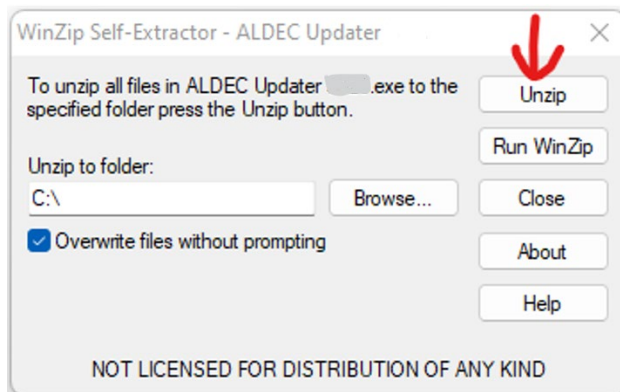 WinZip Self-Extractor - ALDEC Updater
To unzip all files in ALDEC Updater .exe to the
specified folder press the Unzip button.
Unzip
Run WinZip
Unzip to folder:
C:\
Browse...
Close
Overwrite files without prompting
About
Help
NOT LICENSED FOR DISTRIBUTION OF ANY KIND